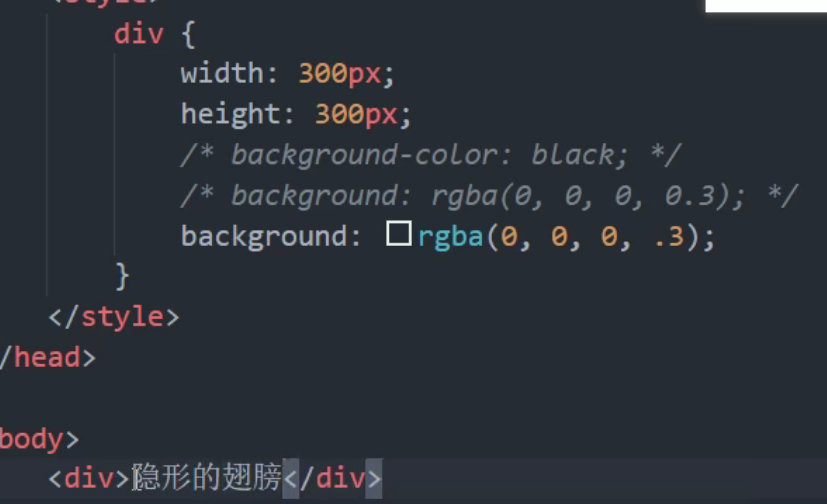 <style>
div {
width: 300px;
height: 300px;
/* background-color: black; */
/* background: rgba(0, 0, 0, 0.3); */
background: rgba(0, 0, 0, .3);
}
</style>
/head>
body>
<div>隐形的翅膀</div>